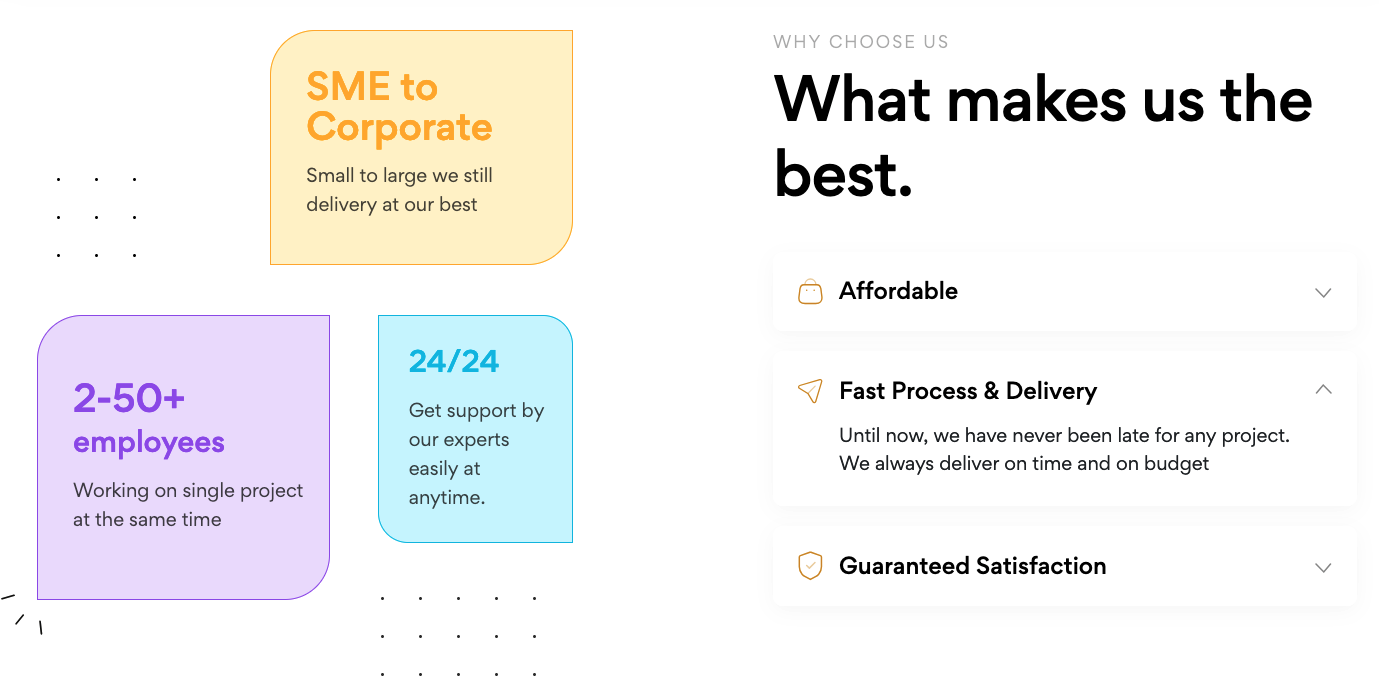 SME to
Corporate
Small to large we still
delivery at our best
2-50+
employees
Working on single project
at the same time
24/24
Get support by
our experts
easily at
anytime.
WHY CHOOSE US
What makes us the
best.
Affordable
Fast Process & Delivery
Until now, we have never been late for any project.
We always deliver on time and on budget
Guaranteed Satisfaction